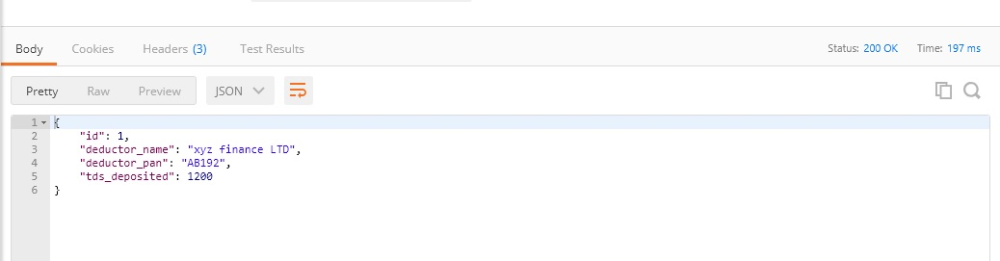 Body Cookies Headers (3) Test Results Status: 200 OK Time: 197 ms
Pretty Raw Preview JSON
1 {
2 "id": 1,
3 "deductor_name": "xyz finance LTD",
4 "deductor_pan": "AB192",
5 "tds_deposited": 1200
6 }